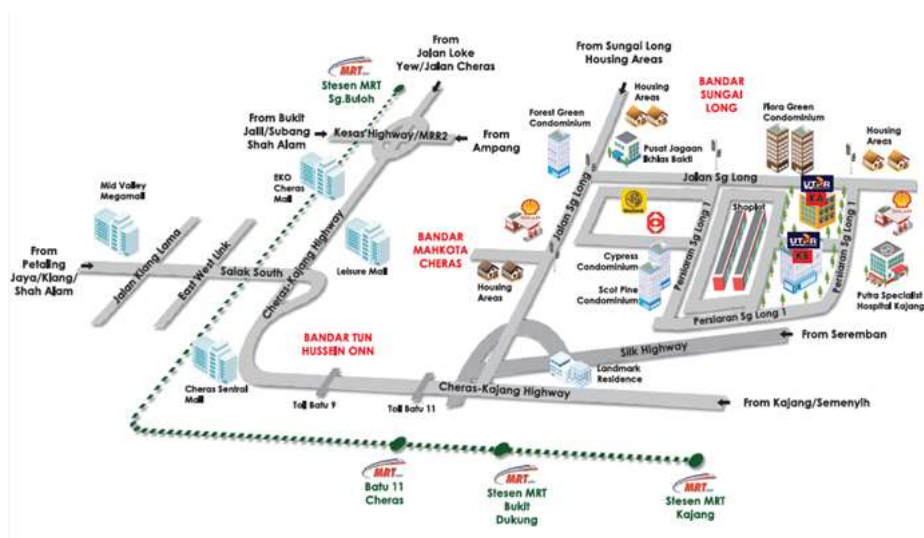 From
Jalan Loke
Yew/Jalan Cheras
MRT
Stesen MRT
Sg.Buloh
From Bukit
Jalil/Subang
Shah Alam
Kesas Highway/MRR2
From
Ampang
From Sungai Long
Housing Areas
Housing
Areas
BANDAR
SUNGAI
LONG
Forest Green
Condominium
Pusat Jagaan
Ikhlas Bakti
Flora Green
Condominium
Housing
Areas
Jalan Sg Long
EKO
Cheras
Mall
Mid Valley
Megamall
Cheras-Kajang Highway
Leisure Mall
Jalan Sg Long
Shell
BANDAR
MAHKOTA
CHERAS
Housing
Areas
Shoplot
Persiaran Sg Long 1
UTAR
KA
UTAR
KB
Persiaran Sg Long 1
Shell
Putra Specialist
Hospital Kajang
Cypress
Condominium
Scot Pine
Condominium
Persiaran Sg Long 1
From
Petaling
Jaya/Klang/
Shah Alam
Jalan Klang Lama
East West Link
Salak South
BANDAR TUN
HUSSEIN ONN
Cheras Sentral
Mall
Toll Batu 9
Toll Batu 11
Cheras-Kajang Highway
Landmark
Residence
Silk Highway
From Seremban
From Kajang/Semenyih
MRT
Batu 11
Cheras
MRT
Stesen MRT
Bukit
Dukung
MRT
Stesen MRT
Kajang